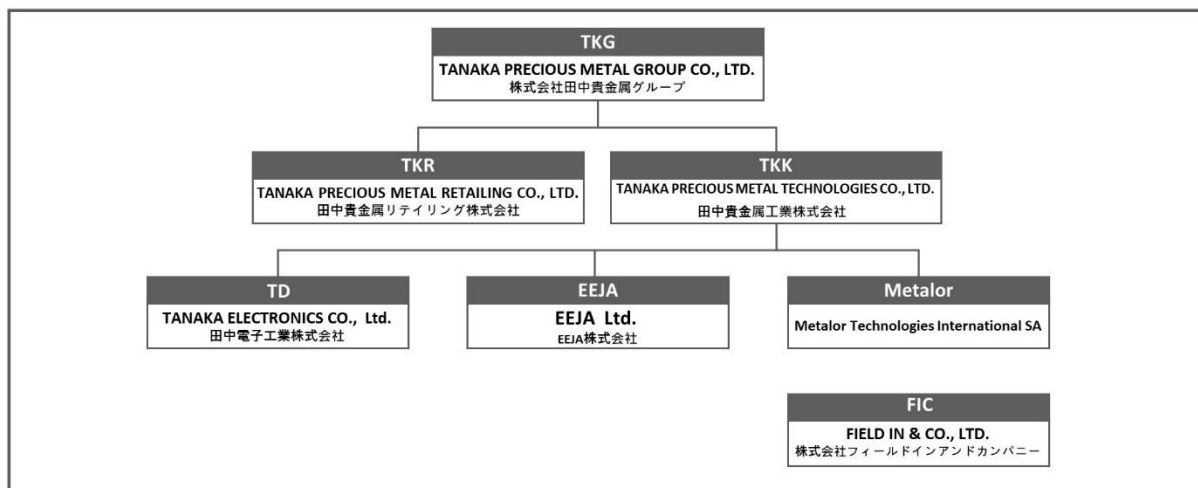 TKG
TANAKA PRECIOUS METAL GROUP CO., LTD.
株式会社田中貴金属グループ
TKR
TANAKA PRECIOUS METAL RETAILING CO., LTD.
田中貴金属リテイリング株式会社
TKK
TANAKA PRECIOUS METAL TECHNOLOGIES CO., LTD.
田中貴金属工業株式会社
TD
TANAKA ELECTRONICS CO., Ltd.
田中電子工業株式会社
EEJA
EEJA Ltd.
EEJA株式会社
Metalor
Metalor Technologies International SA
FIC
FIELD IN & CO., LTD.
株式会社フィールドインアンドカンパニー